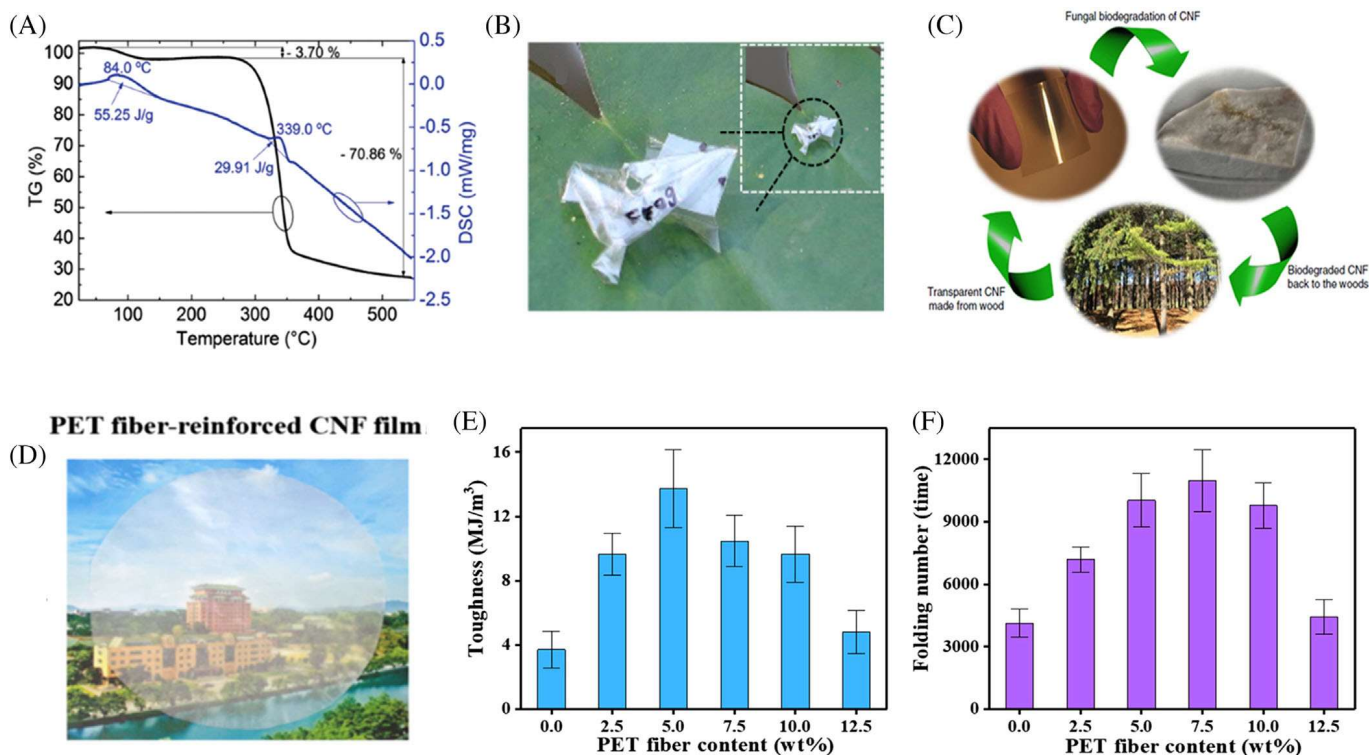 (A)
100
90
80
70
60
50
40
30
20
TG (%)
0.5
0.0
-0.5
-1.0
-1.5
-2.0
-2.5
DSC (mW/mg)
- 3.70 %
84.0 ºC
55.25 J/g
339.0 ºC
29.91 J/g
- 70.86 %
100 200 300 400 500
Temperature (°C)
(B)
(C)
Fungal biodegradation of CNF
Transparent CNF
made from wood
Biodegraded CNF
back to the woods
PET fiber-reinforced CNF film
(D)
(E)
16
12
8
4
0
Toughness (MJ/m³)
0.0 2.5 5.0 7.5 10.0 12.5
PET fiber content (wt%)
(F)
12000
9000
6000
3000
0
Folding number (time)
0.0 2.5 5.0 7.5 10.0 12.5
PET fiber content (wt%)